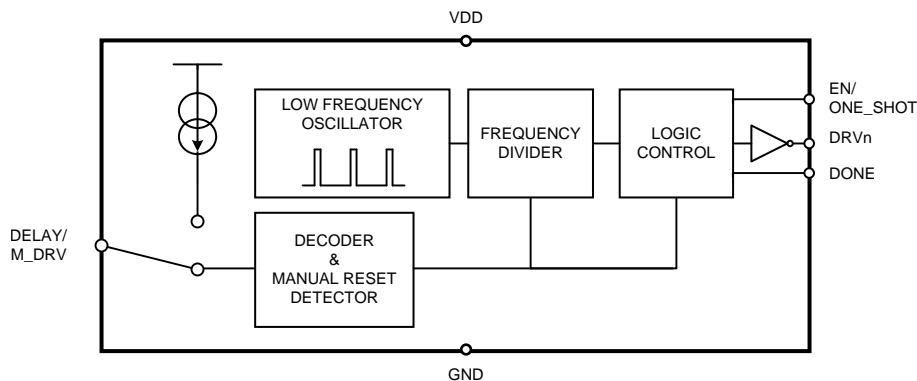 VDD
EN/
ONE_SHOT
LOW FREQUENCY
OSCILLATOR
FREQUENCY
DIVIDER
LOGIC
CONTROL
DRVn
DONE
DELAY/
M_DRV
DECODER
&
MANUAL RESET
DETECTOR
GND